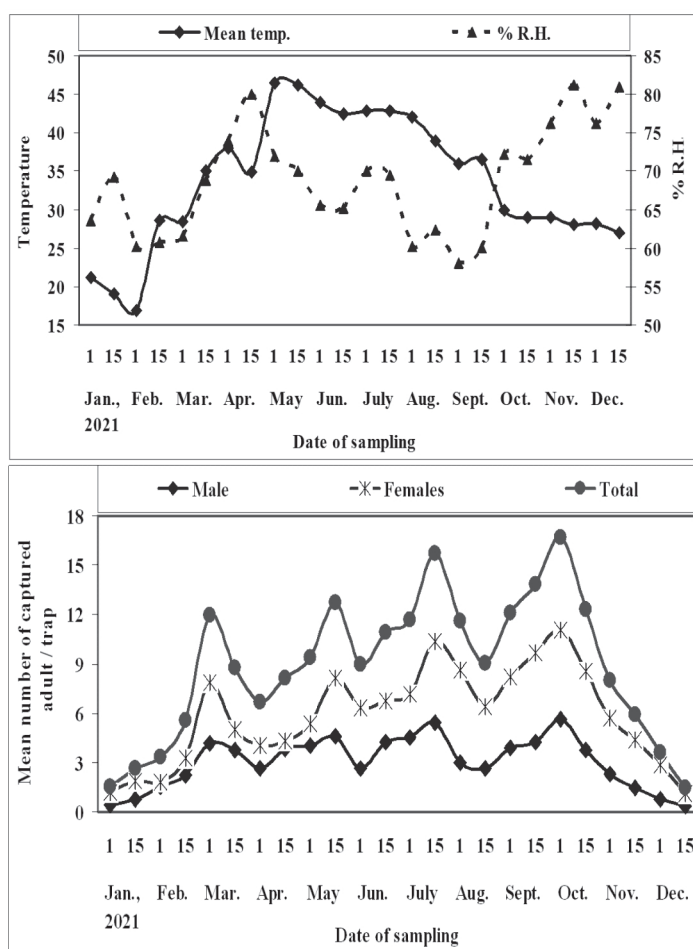 Mean temp.
% R.H.
Temperature
50
45
40
35
30
25
20
15
85
80
75
70
65
60
55
50
% R.H.
1 15 1 15 1 15 1 15 1 15 1 15 1 15 1 15 1 15 1 15 1 15 1 15
Jan., Feb. Mar. Apr. May Jun. July Aug. Sept. Oct. Nov. Dec.
2021
Date of sampling
Male
Females
Total
Mean number of captured
adult / trap
18
15
12
9
6
3
0
1 15 1 15 1 15 1 15 1 15 1 15 1 15 1 15 1 15 1 15 1 15 1 15
Jan., Feb. Mar. Apr. May Jun. July Aug. Sept. Oct. Nov. Dec.
2021
Date of sampling